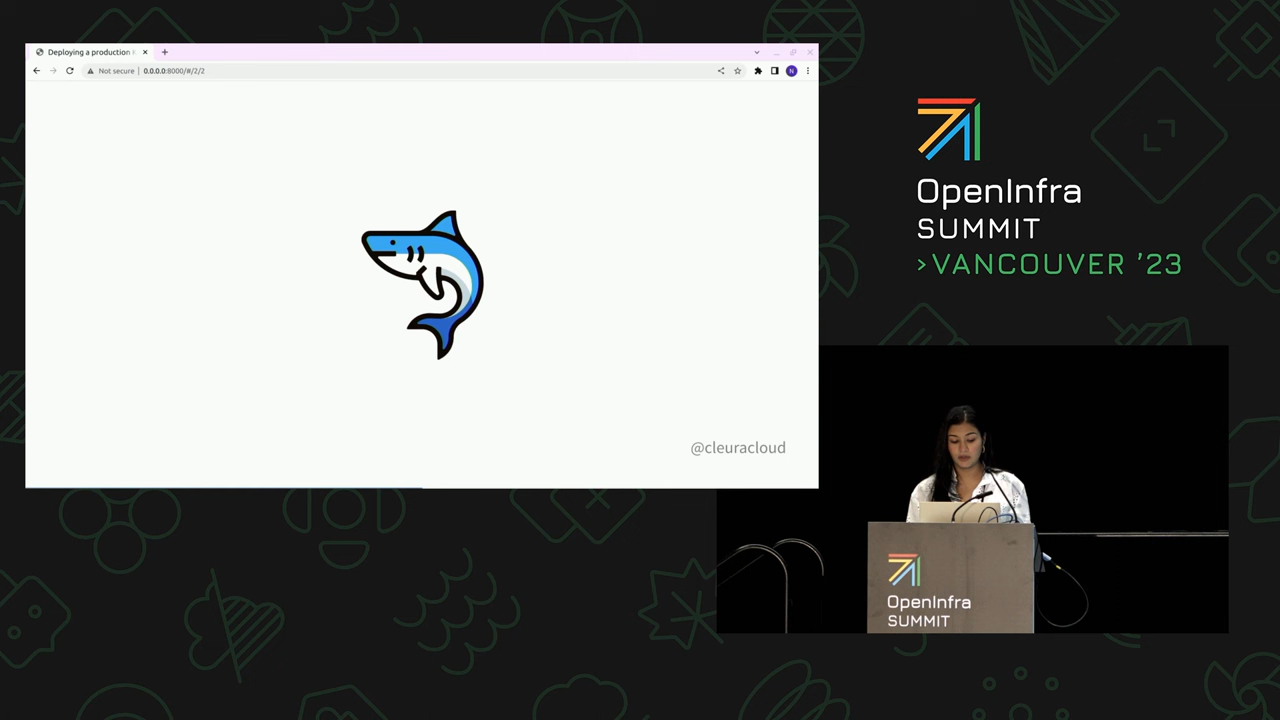 Deploying a production
Not secure
0.0.0.0:8000/#/2/2
N
@cleuracloud
OpenInfra
SUMMIT
>VANCOUVER ’23
OpenInfra
SUMMIT